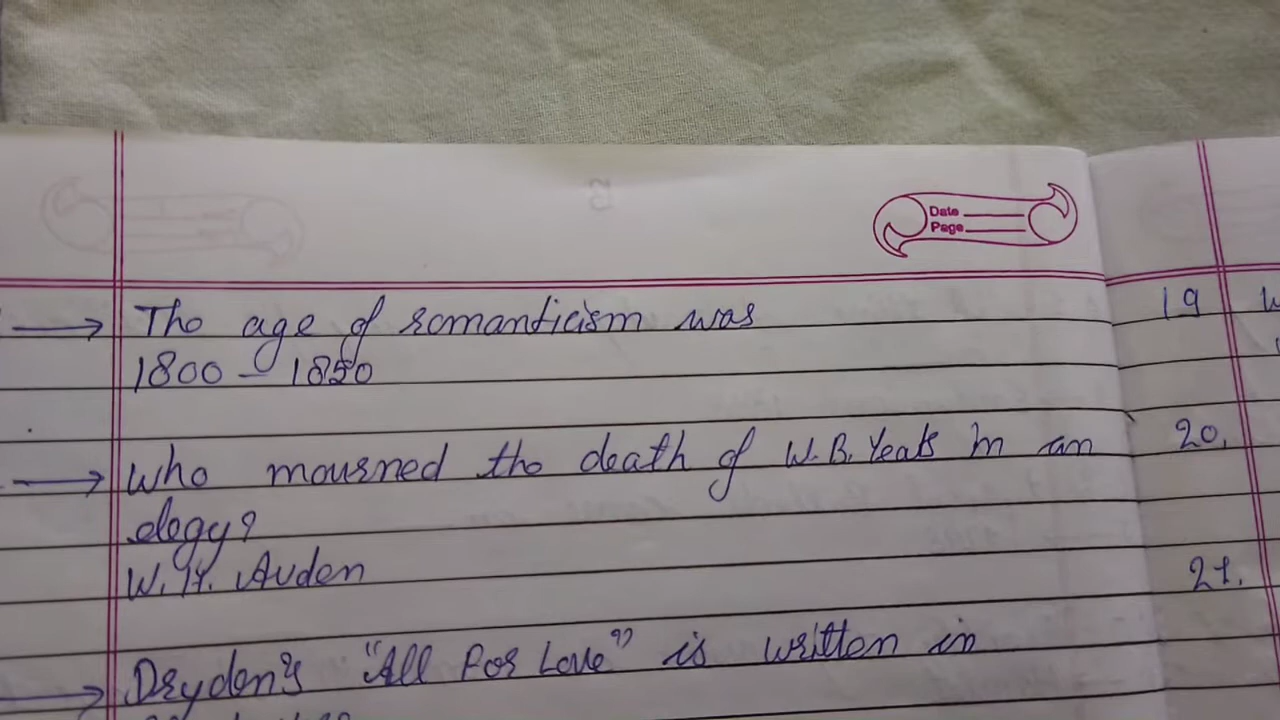 Date
Page
The age of romanticism was
1800 - 1850
Who mourned the death of W.B. Yeats in an
elegy?
W. H. Auden
Dryden's "All For Love" is written in
19
20.
21.